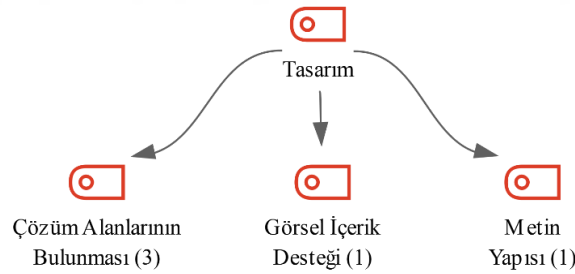 Tasarım
Çözüm Alanlarının
Bulunması (3)
Görsel İçerik
Desteği (1)
Metin
Yapısı (1)